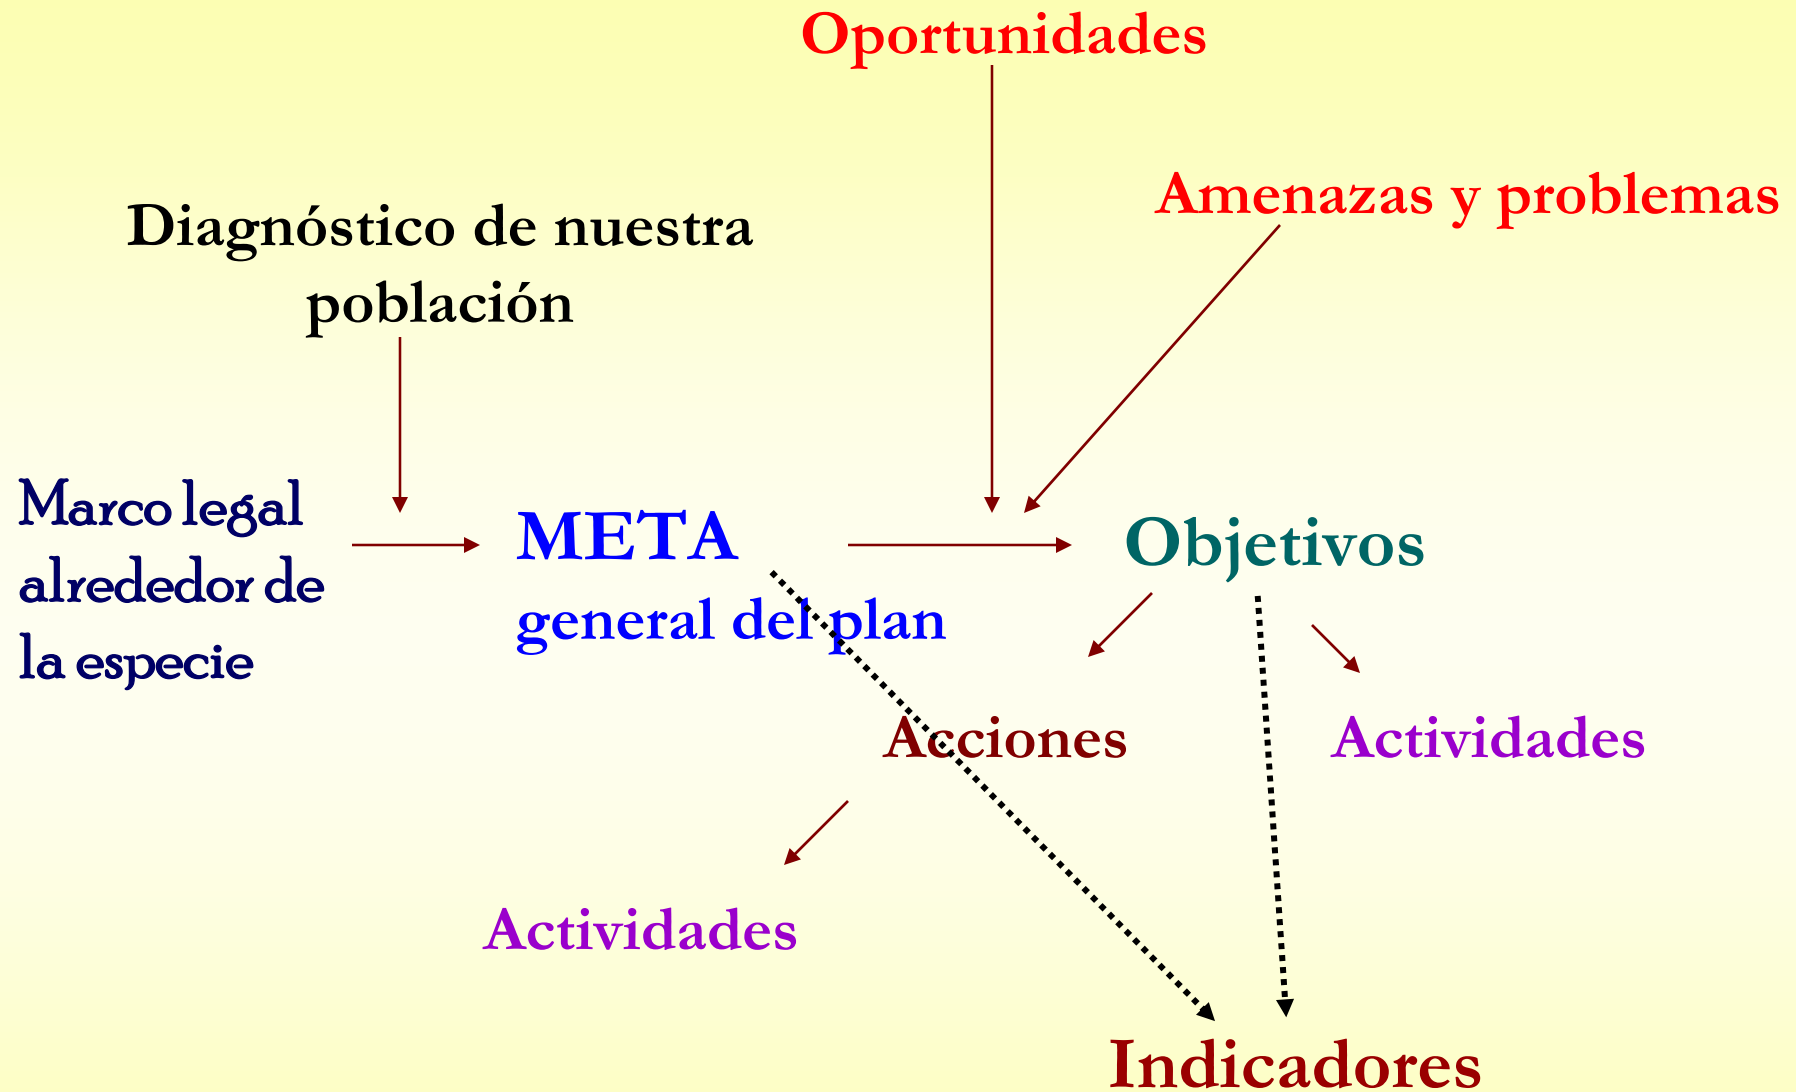 Oportunidades
Amenazas y problemas
Diagnóstico de nuestra
población
Marco legal
alrededor de
la especie
META
general del plan
Objetivos
Acciones
Actividades
Actividades
Indicadores